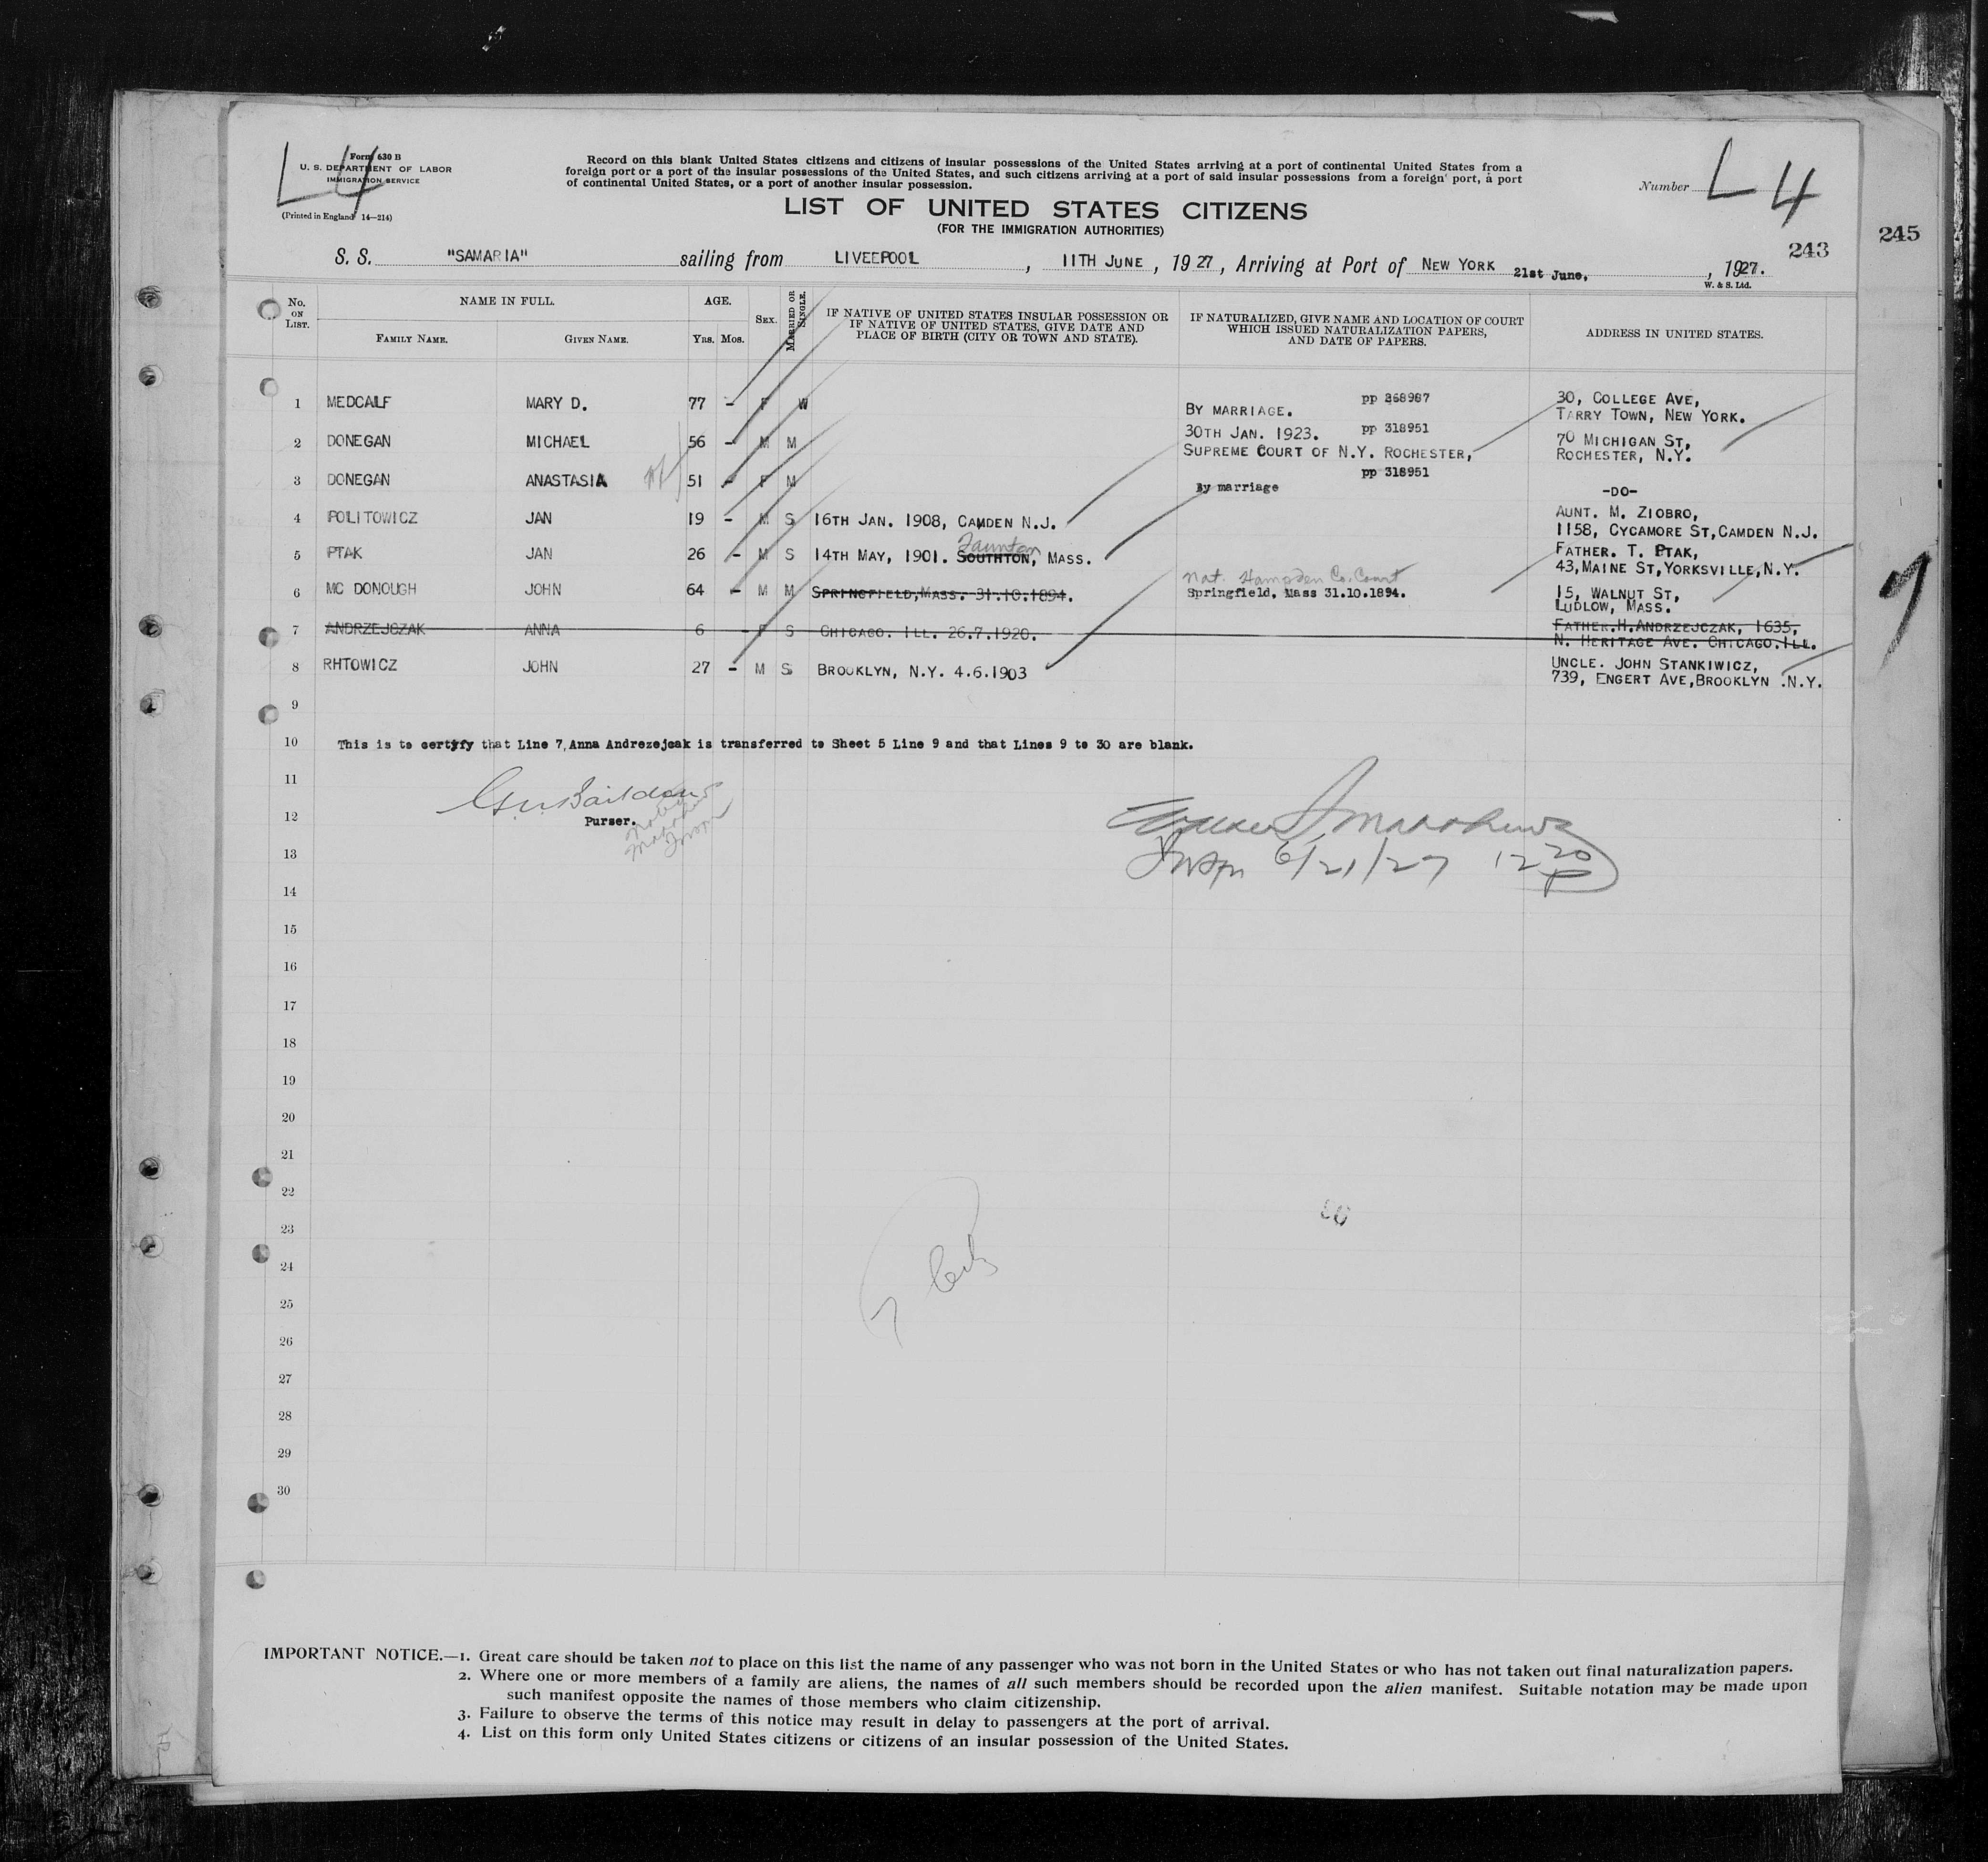 L4
Form 630 B
U. S. DEPARTMENT OF LABOR
IMMIGRATION SERVICE
(Printed in England 14—214)
Record on this blank United States citizens and citizens of insular possessions of the United States arriving at a port of continental United States from a
foreign port or a port of the insular possessions of the United States, and such citizens arriving at a port of said insular possessions from a foreign port, a port
of continental United States, or a port of another insular possession.
LIST OF UNITED STATES CITIZENS
(FOR THE IMMIGRATION AUTHORITIES)
Number L 4
243
245
S. S. "SAMARIA" sailing from LIVEEPOOL, 11TH JUNE, 1927, Arriving at Port of NEW YORK 21st June, 1927.
W. & S. Ltd.
No. ON LIST.
NAME IN FULL.
FAMILY NAME.
GIVEN NAME.
AGE.
YRS. MOS.
SEX.
MARRIED OR SINGLE.
IF NATIVE OF UNITED STATES INSULAR POSSESSION OR
IF NATIVE OF UNITED STATES, GIVE DATE AND
PLACE OF BIRTH (CITY OR TOWN AND STATE).
IF NATURALIZED, GIVE NAME AND LOCATION OF COURT
WHICH ISSUED NATURALIZATION PAPERS,
AND DATE OF PAPERS.
ADDRESS IN UNITED STATES.
1 MEDCALF MARY D. 77 - F W BY MARRIAGE. pp 268987 30, COLLEGE AVE,
TARRY TOWN, NEW YORK.
2 DONEGAN MICHAEL 56 - M M 30TH JAN. 1923. pp 318951 70 MICHIGAN ST,
SUPREME COURT OF N.Y. ROCHESTER, ROCHESTER, N.Y.
3 DONEGAN ANASTASIA 51 - F M By marriage pp 318951 -DO-
4 POLITOWICZ JAN 19 - M S 16TH JAN. 1908, CAMDEN N.J. AUNT. M. ZIOBRO,
1158, CYCAMORE ST, CAMDEN N.J.
5 PTAK JAN 26 - M S 14TH MAY, 1901. SOUTHTON, Taunton MASS. FATHER. T. PTAK,
43, MAINE ST, YORKSVILLE, N.Y.
6 MC DONOUGH JOHN 64 - M M SPRINGFIELD, MASS. 31.10.1894. Nat. Hampden Co. Court
Springfield, Mass 31.10.1894. 15, WALNUT ST,
LUDLOW, MASS.
7 ANDRZEJCZAK ANNA 6 - F S CHICAGO. ILL. 26.7.1920. FATHER. H. ANDRZEJCZAK, 1635,
N. HERITAGE AVE. CHICAGO. ILL.
8 RHTOWICZ JOHN 27 - M S BROOKLYN, N.Y. 4.6.1903 UNCLE. JOHN STANKIWICZ,
739, ENGERT AVE, BROOKLYN .N.Y.
9
10 This is to certyfy that Line 7, Anna Andrezejcak is transferred to Sheet 5 Line 9 and that Lines 9 to 30 are blank.
11
12 Purser.
13 Insp 6/21/27 12 20 P
14
15
16
17
18
19
20
21
22
23
24
25
26
27
28
29
30
IMPORTANT NOTICE.—1. Great care should be taken not to place on this list the name of any passenger who was not born in the United States or who has not taken out final naturalization papers.
2. Where one or more members of a family are aliens, the names of all such members should be recorded upon the alien manifest. Suitable notation may be made upon
such manifest opposite the names of those members who claim citizenship.
3. Failure to observe the terms of this notice may result in delay to passengers at the port of arrival.
4. List on this form only United States citizens or citizens of an insular possession of the United States.